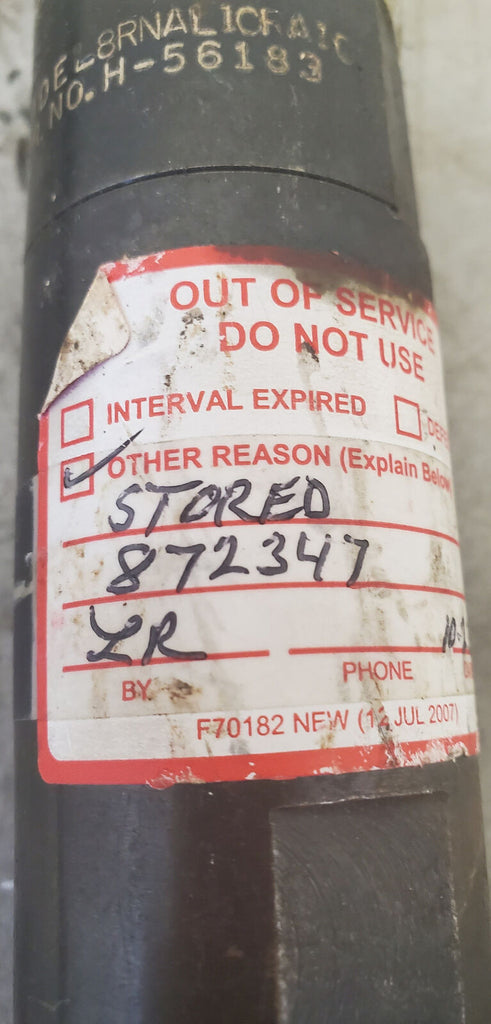 DEL-8RNAL1CRA1C
NO. H-56183
OUT OF SERVICE
DO NOT USE
INTERVAL EXPIRED
OTHER REASON (Explain Below
STORED
872347
LR
BY
PHONE
F70182 NEW (12 JUL 2007)